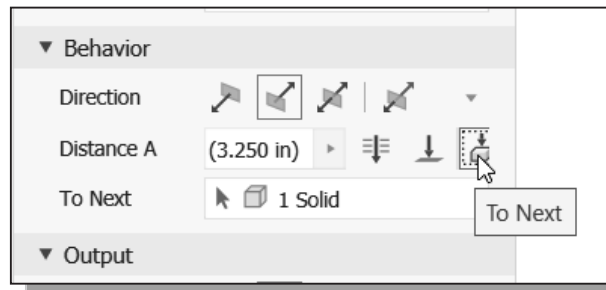 Behavior
Direction
Distance A (3.250 in)
To Next 1 Solid
To Next
Output